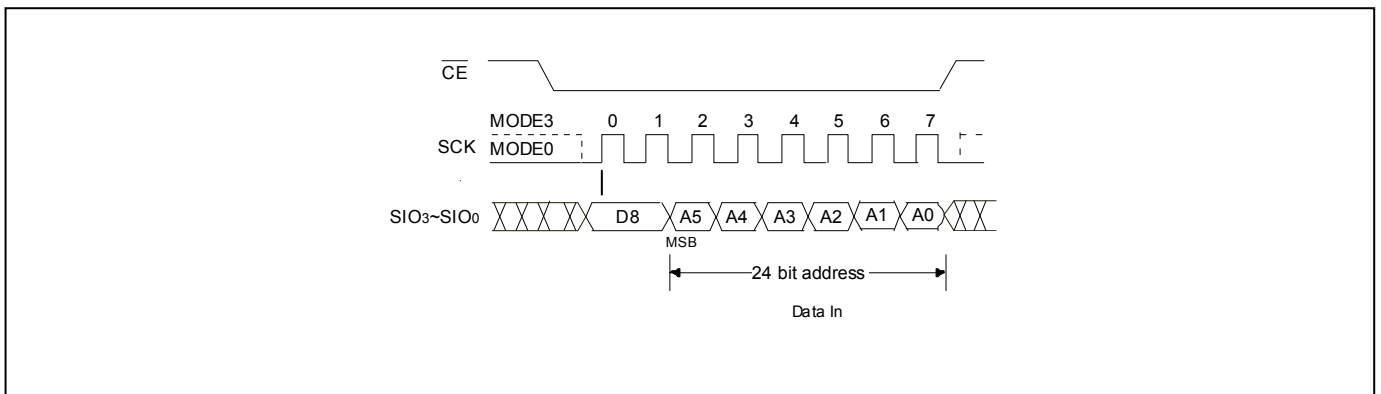 CE
MODE3 0 1 2 3 4 5 6 7
SCK MODE0
SIO3~SIO0 D8 A5 A4 A3 A2 A1 A0
MSB
24 bit address
Data In